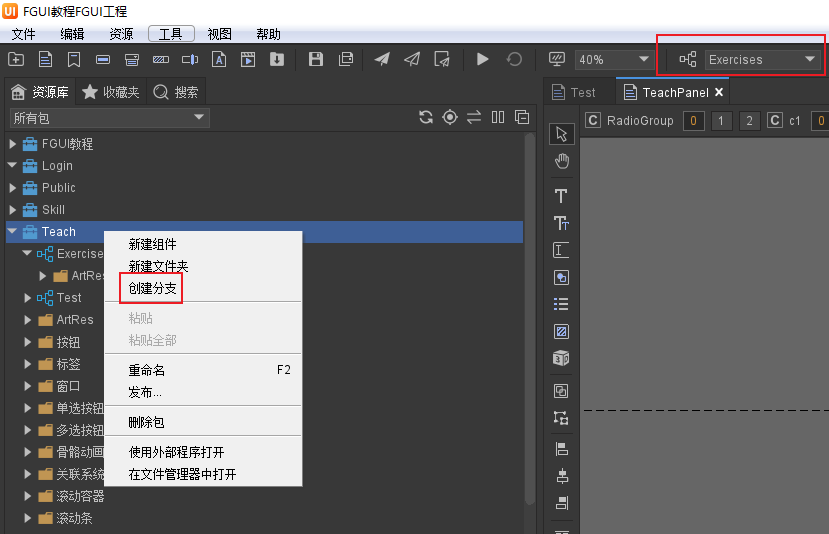 UI FGUI教程FGUI工程
文件 编辑 资源 工具 视图 帮助
40% Exercises
资源库 收藏夹 搜索 Test TeachPanel
所有包
C RadioGroup 0 1 2 C c1 0
FGUI教程
Login
Public
Skill
Teach
新建组件
Exercise
新建文件夹
ArtRes
创建分支
Test
ArtRes
粘贴
按钮
粘贴全部
标签
重命名 F2
窗口
发布...
单选按钮
删除包
多选按钮
骨骼动画
使用外部程序打开
关联系统
在文件管理器中打开
滚动容器
滚动条